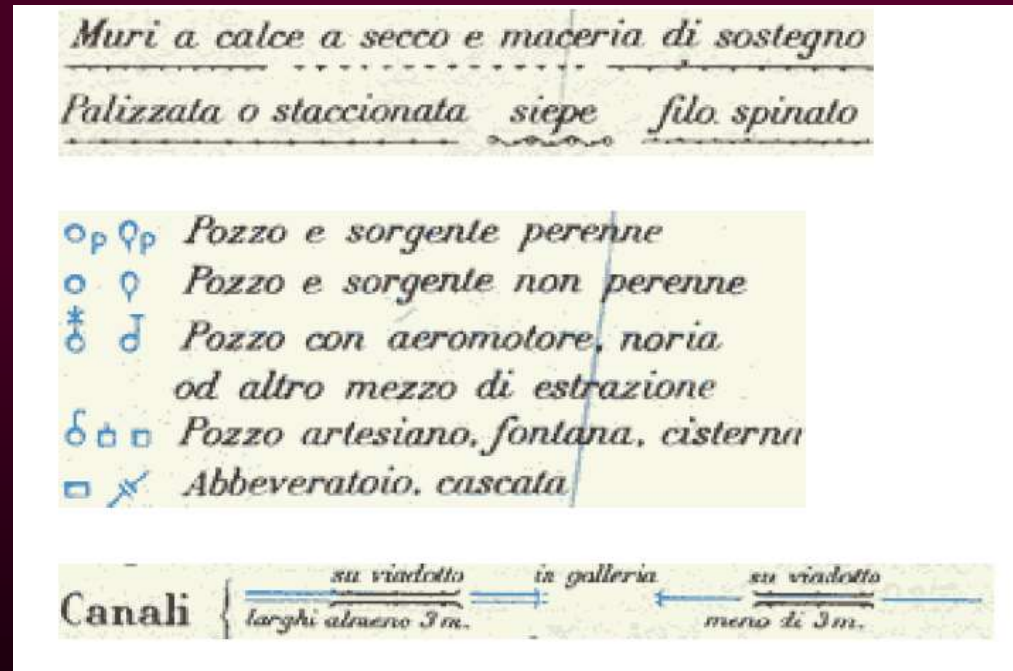 Muri a calce a secco e maceria di sostegno
Palizzata o staccionata siepe filo spinato
p p Pozzo e sorgente perenne
Pozzo e sorgente non perenne
Pozzo con aeromotore, noria
od altro mezzo di estrazione
Pozzo artesiano, fontana, cisterna
Abbeveratoio. cascata
su viadotto in galleria su viadotto
Canali
larghi almeno 3 m. meno di 3 m.